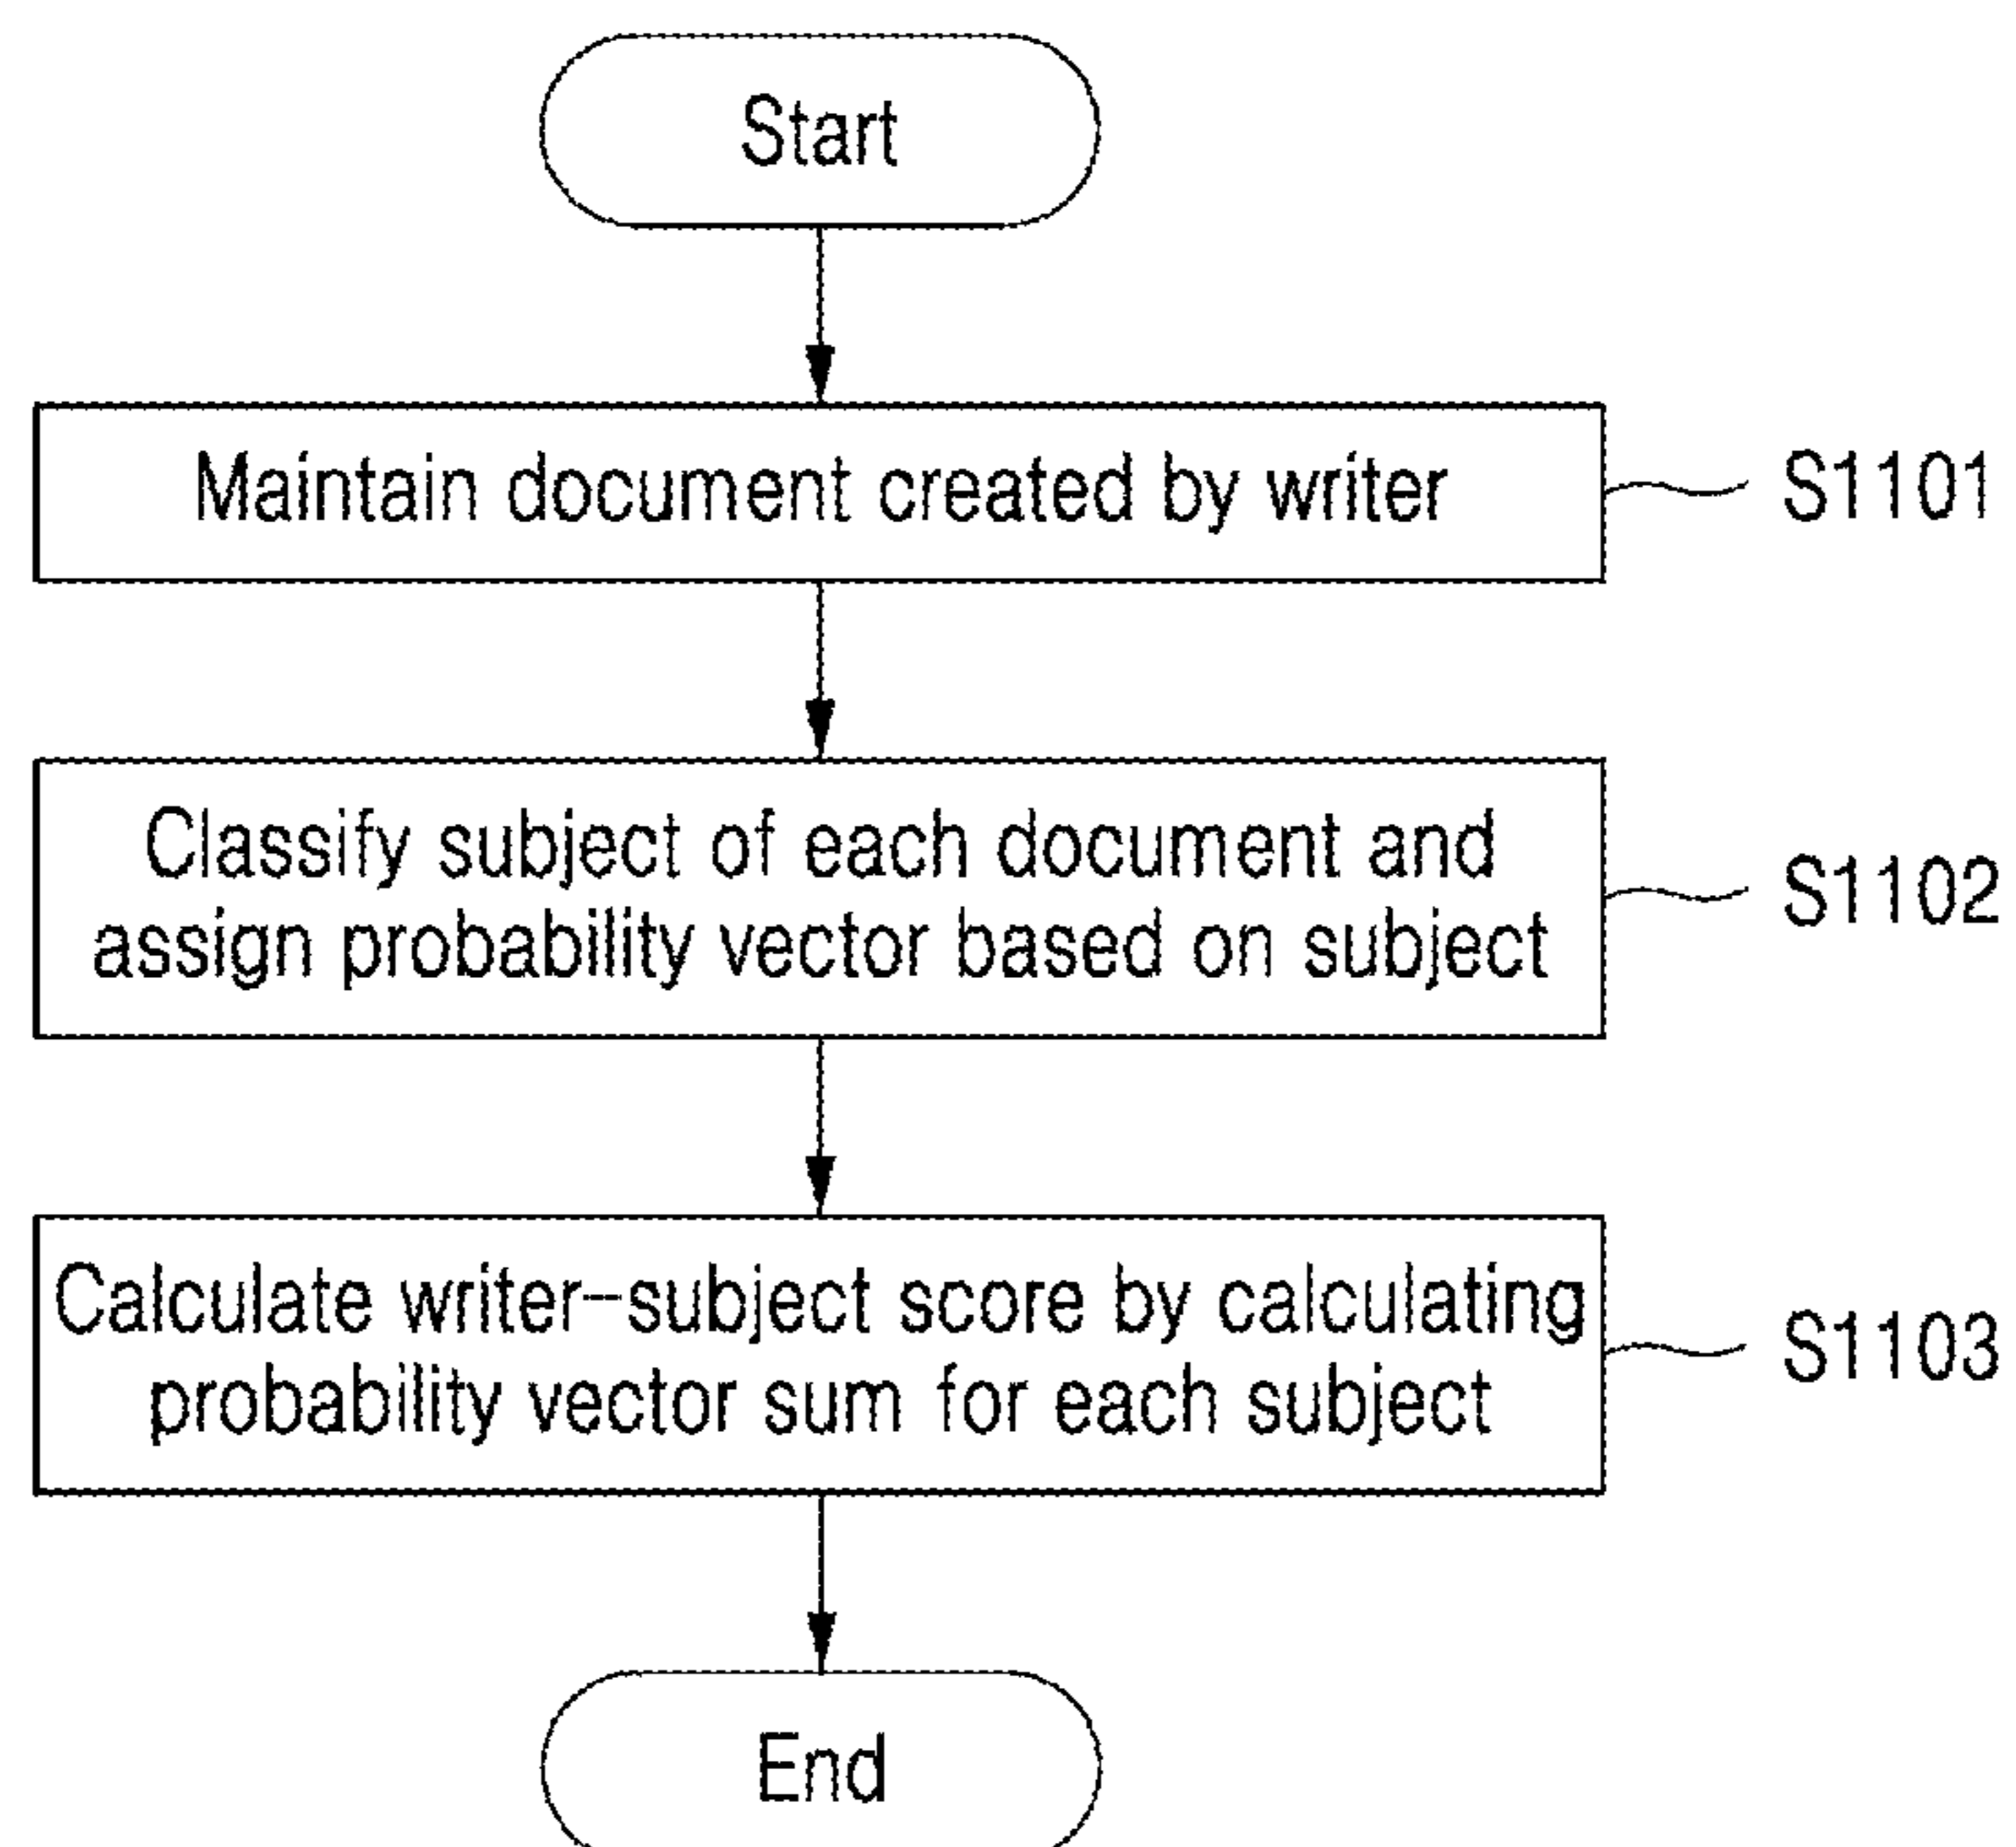 Start
Maintain document created by writer
S1101
Classify subject of each document and
assign probability vector based on subject
S1102
Calculate writer-subject score by calculating
probability vector sum for each subject
S1103
End